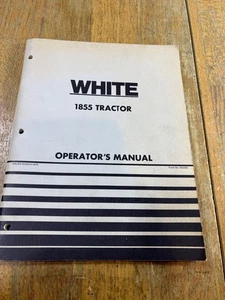 WHITE
1855 TRACTOR
OPERATOR'S MANUAL